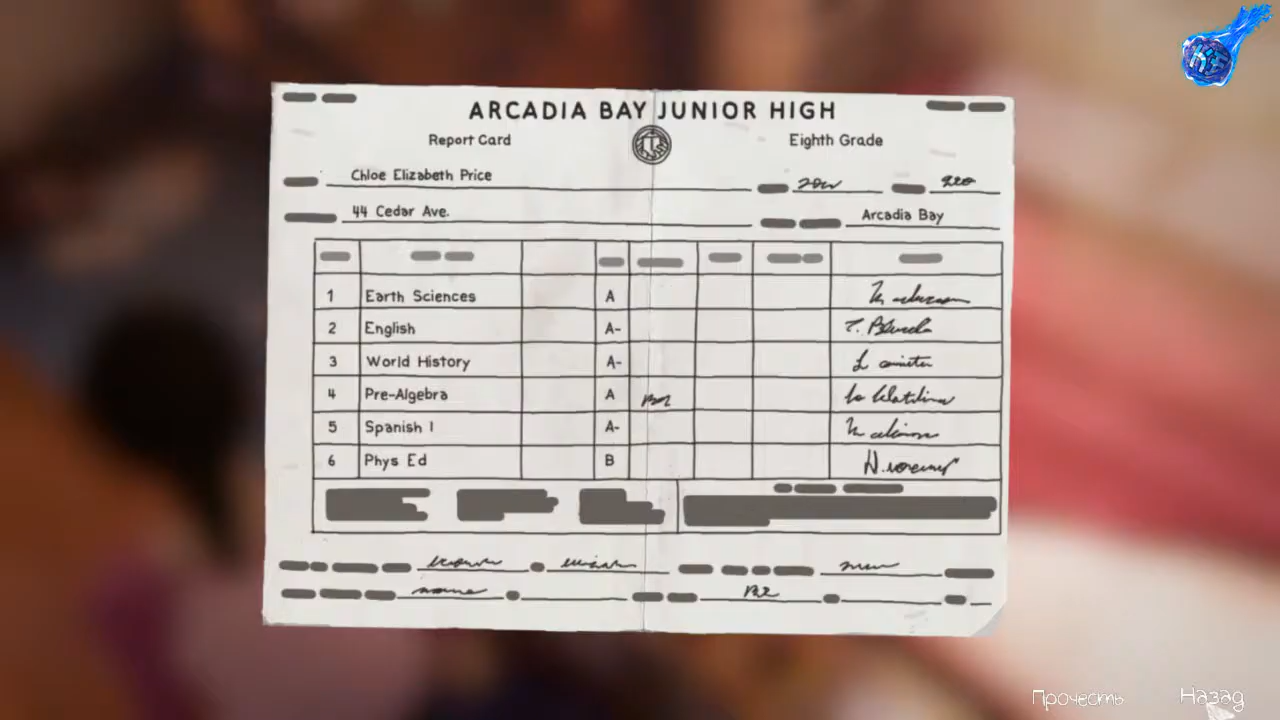 ARCADIA BAY JUNIOR HIGH
Report Card
Eighth Grade
Chloe Elizabeth Price
44 Cedar Ave.
Arcadia Bay
1 Earth Sciences A
2 English A-
3 World History A-
4 Pre-Algebra A
5 Spanish I A-
6 Phys Ed B
Прочесть Назад